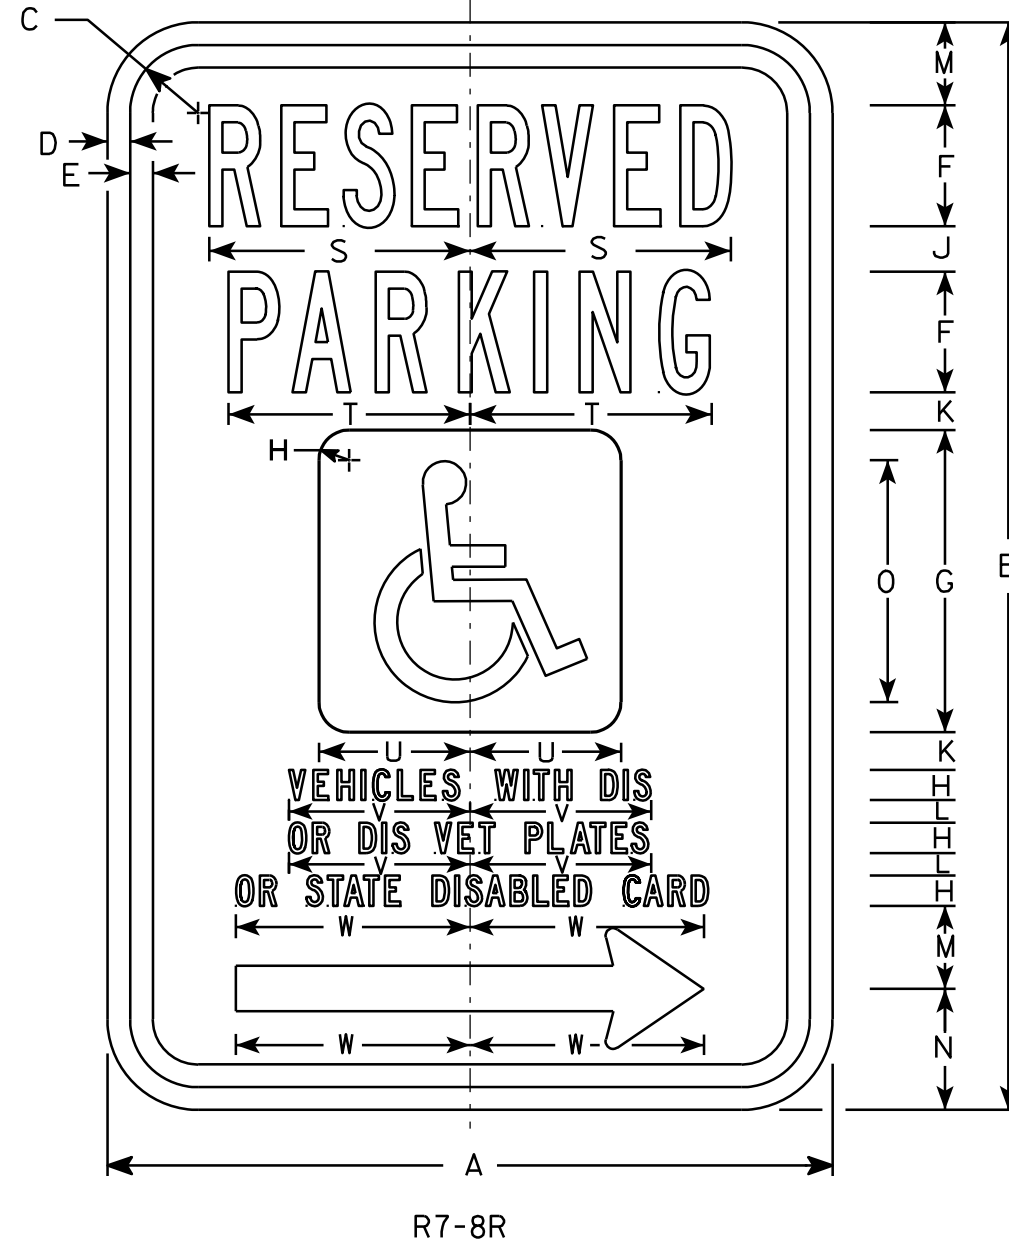 C
M
RESERVED
D
F
E
S S
J
PARKING
F
T T
K
H
B
O G
U U
K
VEHICLES WITH DIS
H
V V
L
OR DIS VET PLATES
H
V V
L
OR STATE DISABLED CARD
H
W W
M
W W
N
A
R7-8R